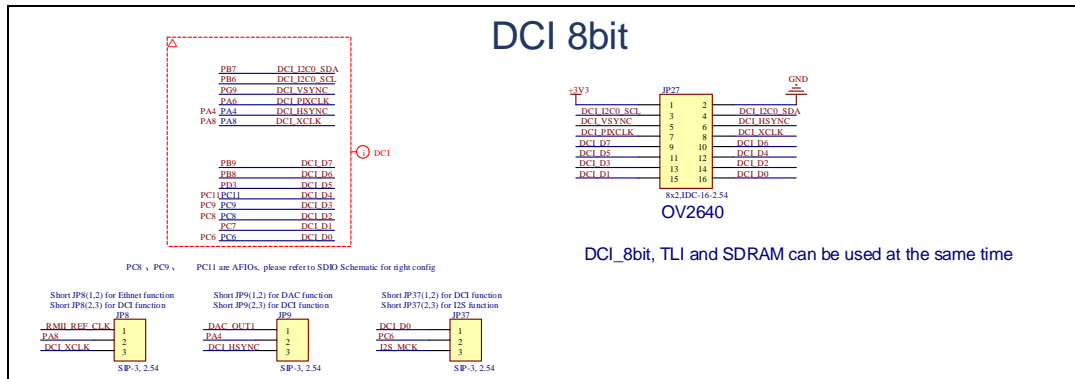 DCI 8bit
PB7 DCI_I2C0_SDA
PB6 DCI_I2C0_SCL
PG9 DCI_VSYNC
PA6 DCI_PIXCLK
PA4 PA4 DCI_HSYNC
PA8 PA8 DCI_XCLK
DCI
PB9 DCI_D7
PB8 DCI_D6
PD3 DCI_D5
PC11 PC11 DCI_D4
PC9 PC9 DCI_D3
PC8 PC8 DCI_D2
PC7 DCI_D1
PC6 PC6 DCI_D0
+3V3 JP27 GND
1 2
DCI_I2C0_SCL 3 4 DCI_I2C0_SDA
DCI_VSYNC 5 6 DCI_HSYNC
DCI_PIXCLK 7 8 DCI_XCLK
DCI_D7 9 10 DCI_D6
DCI_D5 11 12 DCI_D4
DCI_D3 13 14 DCI_D2
DCI_D1 15 16 DCI_D0
8x2,IDC-16-2.54
OV2640
DCI_8bit, TLI and SDRAM can be used at the same time
PC8 、 PC9 、 PC11 are AFIOs, please refer to SDIO Schematic for right config
Short JP8(1,2) for Ethnet function
Short JP8(2,3) for DCI function
JP8
RMII_REF_CLK 1
PA8 2
DCI_XCLK 3
SIP-3, 2.54
Short JP9(1,2) for DAC function
Short JP9(2,3) for DCI function
JP9
DAC_OUT1 1
PA4 2
DCI_HSYNC 3
SIP-3, 2.54
Short JP37(1,2) for DCI function
Short JP37(2,3) for I2S function
JP37
DCI_D0 1
PC6 2
I2S_MCK 3
SIP-3, 2.54